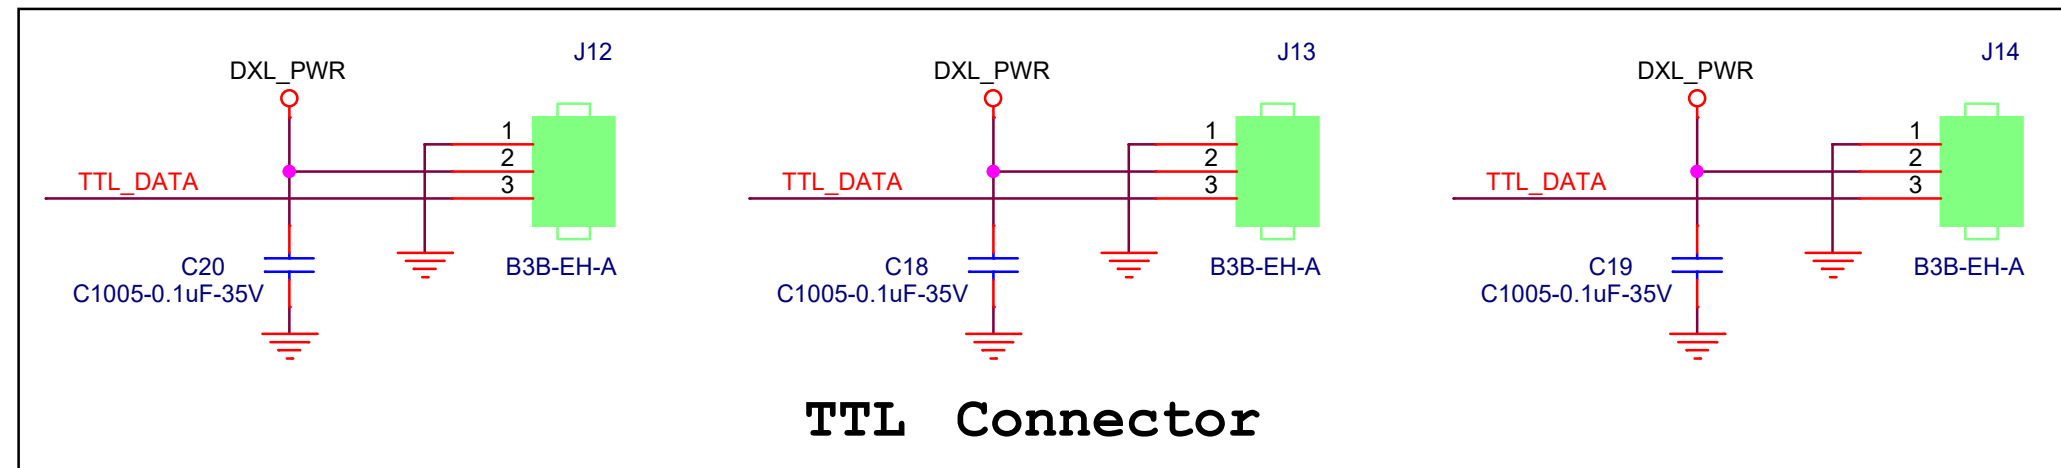 J12
DXL_PWR
1
2
3
TTL_DATA
C20
C1005-0.1uF-35V
B3B-EH-A
J13
DXL_PWR
1
2
3
TTL_DATA
C18
C1005-0.1uF-35V
B3B-EH-A
J14
DXL_PWR
1
2
3
TTL_DATA
C19
C1005-0.1uF-35V
B3B-EH-A
TTL Connector